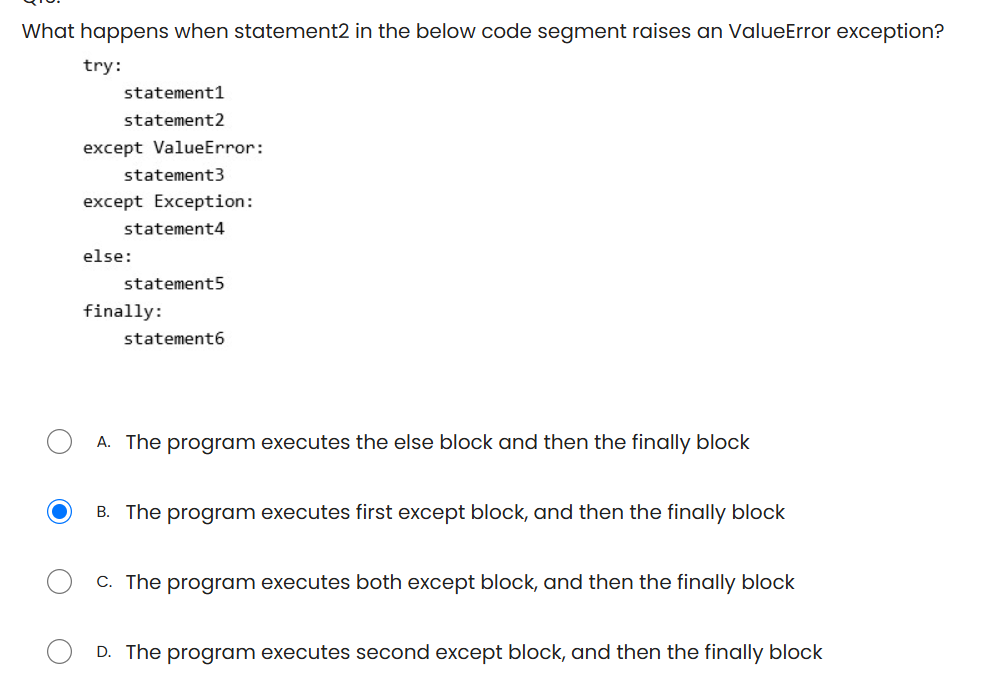 What happens when statement2 in the below code segment raises an ValueError exception?
try:
    statement1
    statement2
except ValueError:
    statement3
except Exception:
    statement4
else:
    statement5
finally:
    statement6
A. The program executes the else block and then the finally block
B. The program executes first except block, and then the finally block
C. The program executes both except block, and then the finally block
D. The program executes second except block, and then the finally block